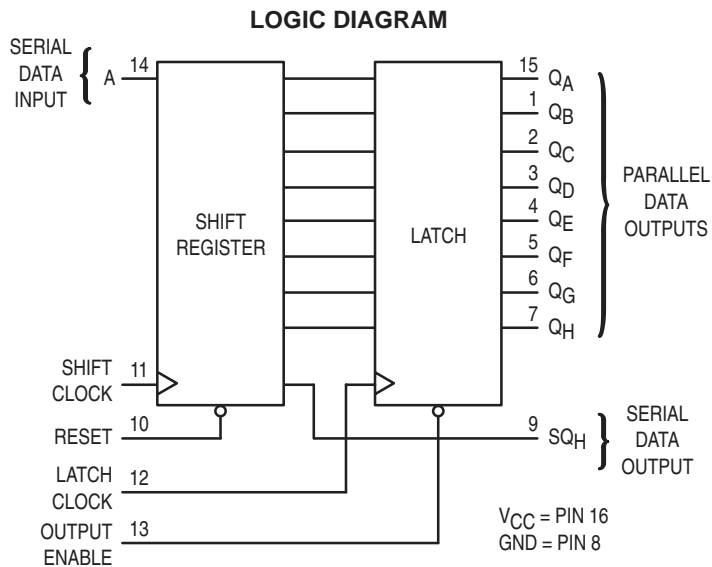 LOGIC DIAGRAM
SERIAL
DATA
INPUT
A
14
SHIFT
REGISTER
LATCH
15 QA
1 QB
2 QC
3 QD
4 QE
5 QF
6 QG
7 QH
PARALLEL
DATA
OUTPUTS
SHIFT
CLOCK
11
RESET
10
LATCH
CLOCK
12
OUTPUT
ENABLE
13
9 SQH
SERIAL
DATA
OUTPUT
VCC = PIN 16
GND = PIN 8